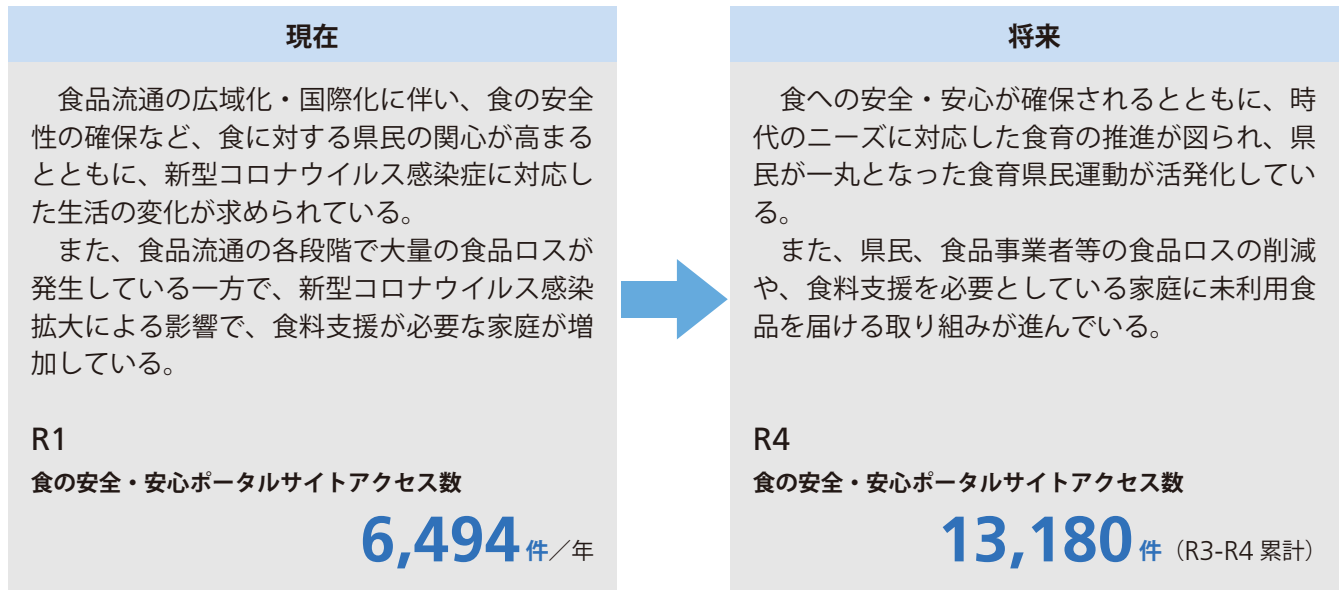 現在
食品流通の広域化・国際化に伴い、食の安全
性の確保など、食に対する県民の関心が高まる
とともに、新型コロナウイルス感染症に対応し
た生活の変化が求められている。
また、食品流通の各段階で大量の食品ロスが
発生している一方で、新型コロナウイルス感染
拡大による影響で、食料支援が必要な家庭が増
加している。
R1
食の安全・安心ポータルサイトアクセス数
6,494 件／年
将来
食への安全・安心が確保されるとともに、時
代のニーズに対応した食育の推進が図られ、県
民が一丸となった食育県民運動が活発化してい
る。
また、県民、食品事業者等の食品ロスの削減
や、食料支援を必要としている家庭に未利用食
品を届ける取り組みが進んでいる。
R4
食の安全・安心ポータルサイトアクセス数
13,180 件（R3-R4 累計）